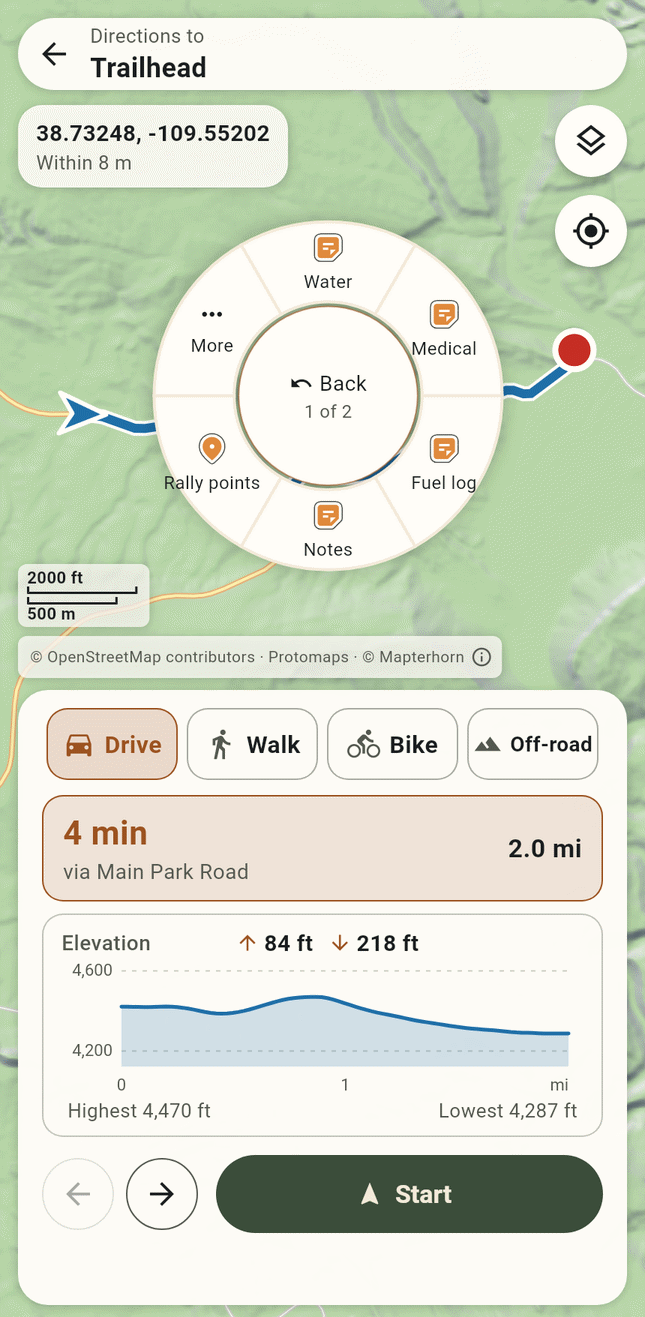 Directions to
Trailhead
38.73248, -109.55202
Within 8 m
Water
More
Medical
Back
1 of 2
Rally points
Fuel log
Notes
2000 ft
500 m
© OpenStreetMap contributors · Protomaps · © Mapterhorn
Drive
Walk
Bike
Off-road
4 min
2.0 mi
via Main Park Road
Elevation
84 ft
218 ft
4,600
4,200
0
1
mi
Highest 4,470 ft
Lowest 4,287 ft
Start